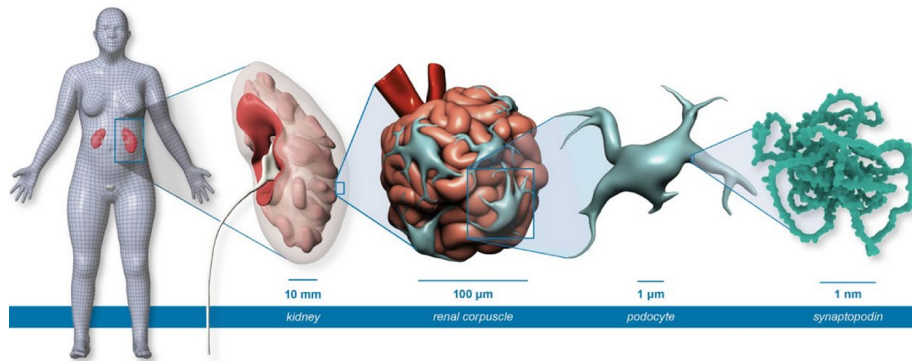 10 mm
100 µm
1 µm
1 nm
kidney
renal corpuscle
podocyte
synaptopodin